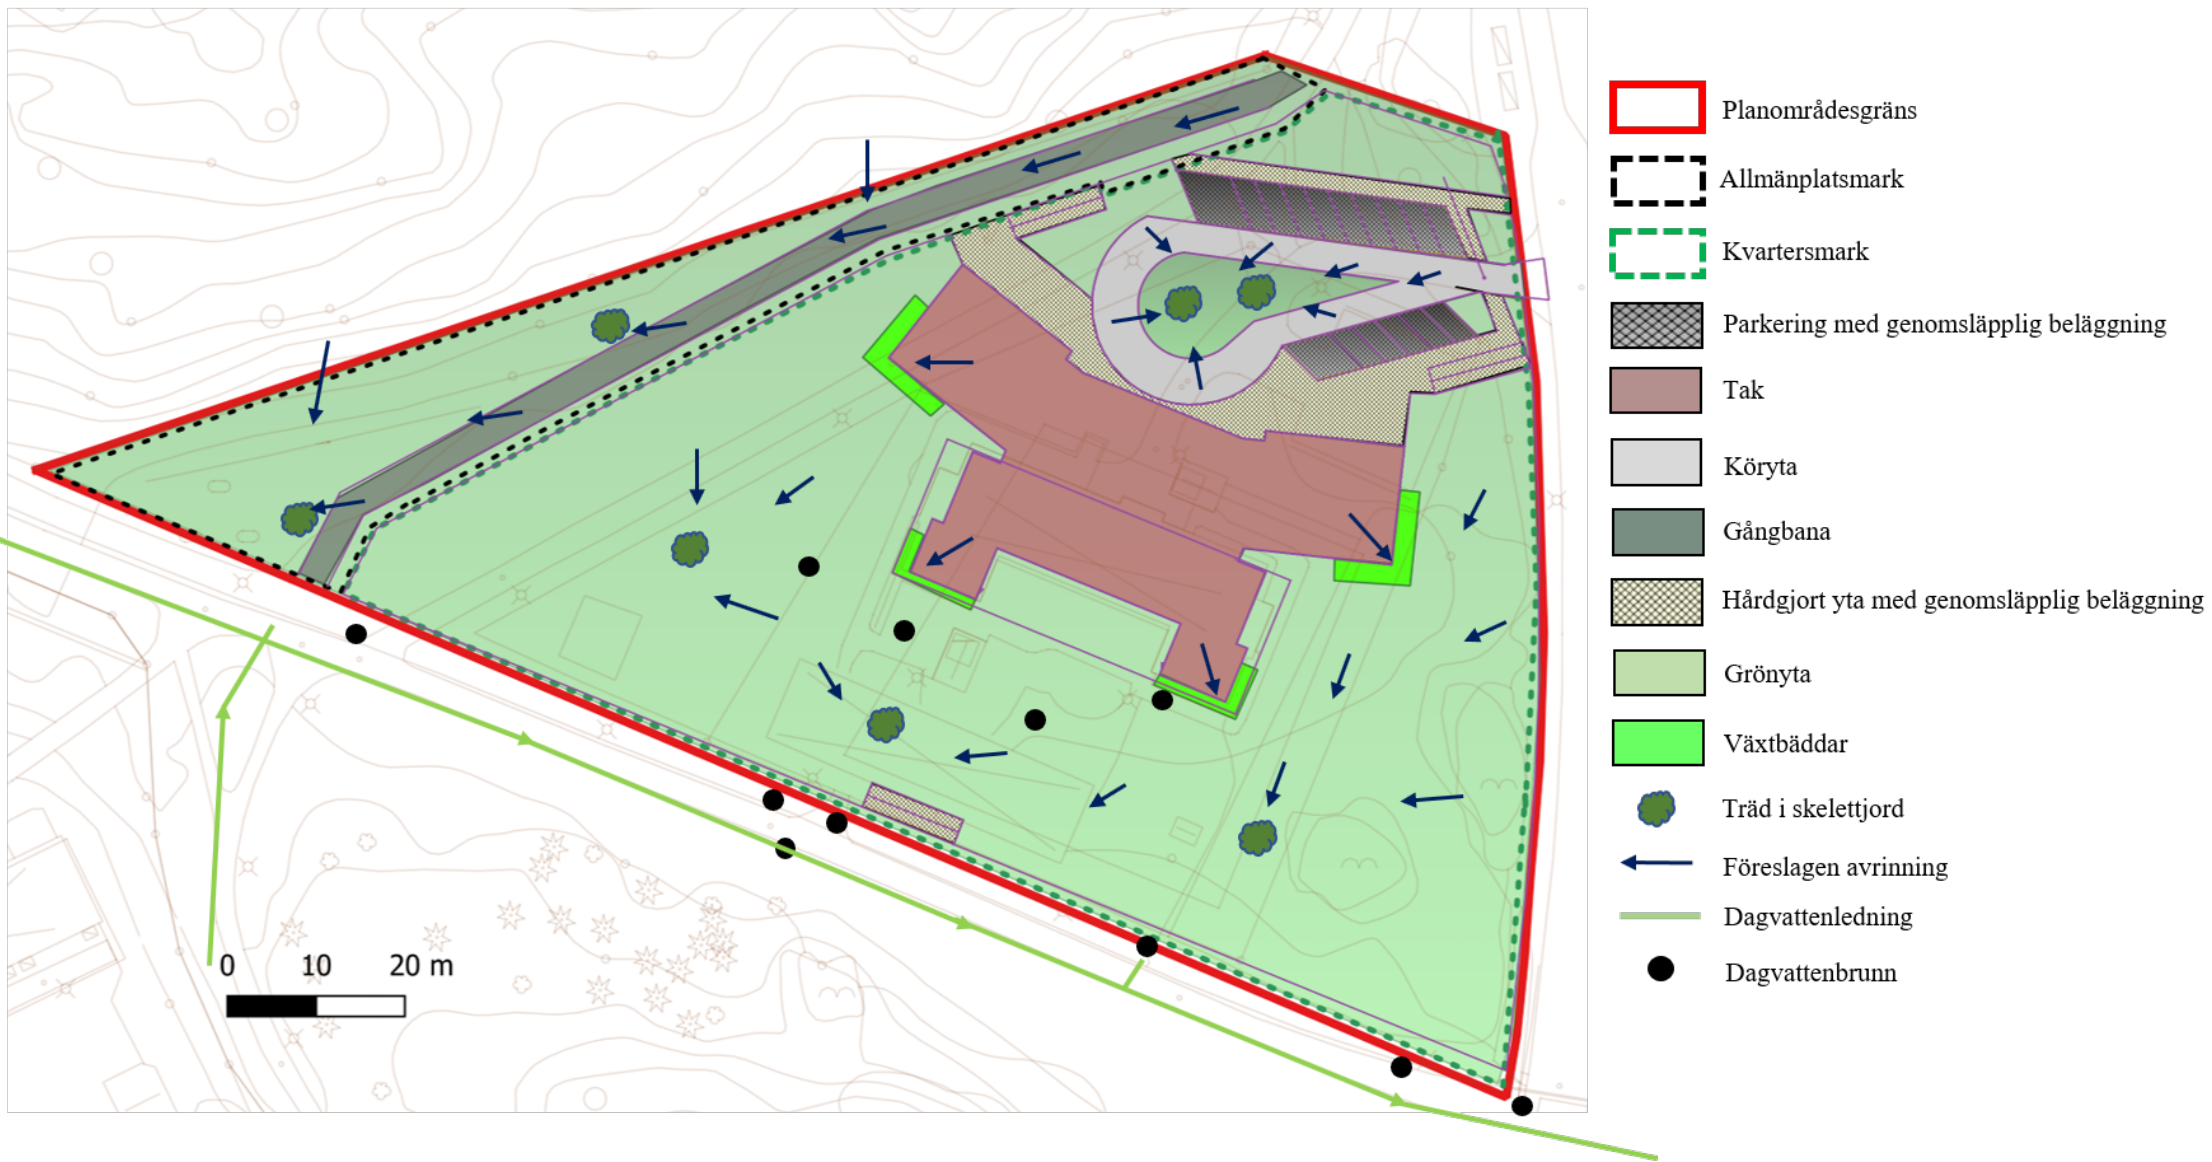 Planområdesgräns
Allmänplatsmark
Kvartersmark
Parkering med genomsläpplig beläggning
Tak
Köryta
Gångbana
Hårdgjort yta med genomsläpplig beläggning
Grönyta
Växtbäddar
Träd i skelettjord
Föreslagen avrinning
Dagvattenledning
Dagvattenbrunn
0 10 20 m